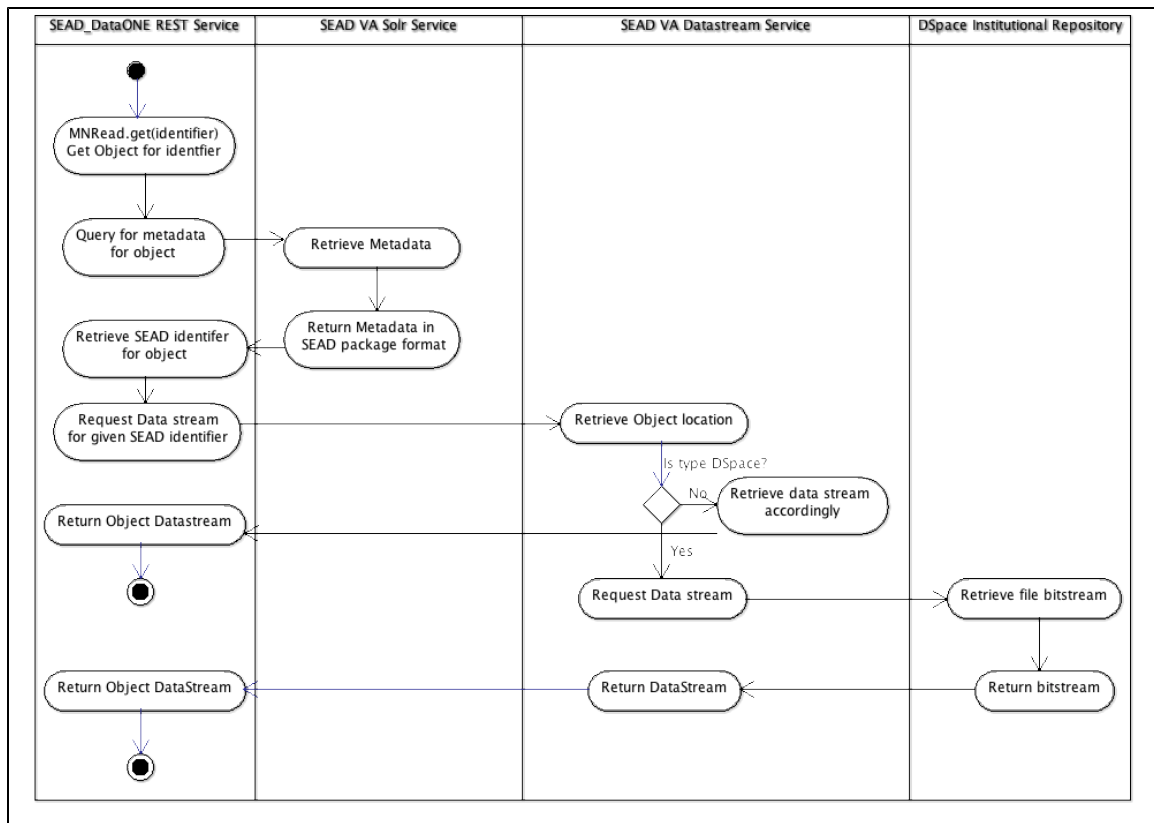 SEAD_DataONE REST Service
SEAD VA Solr Service
SEAD VA Datastream Service
DSpace Institutional Repository
MNRead.get(identifier)
Get Object for identfier
Query for metadata
for object
Retrieve Metadata
Return Metadata in
SEAD package format
Retrieve SEAD identifer
for object
Request Data stream
for given SEAD identifier
Retrieve Object location
Is type DSpace?
No
Retrieve data stream
accordingly
Return Object Datastream
Yes
Request Data stream
Retrieve file bitstream
Return Object DataStream
Return DataStream
Return bitstream